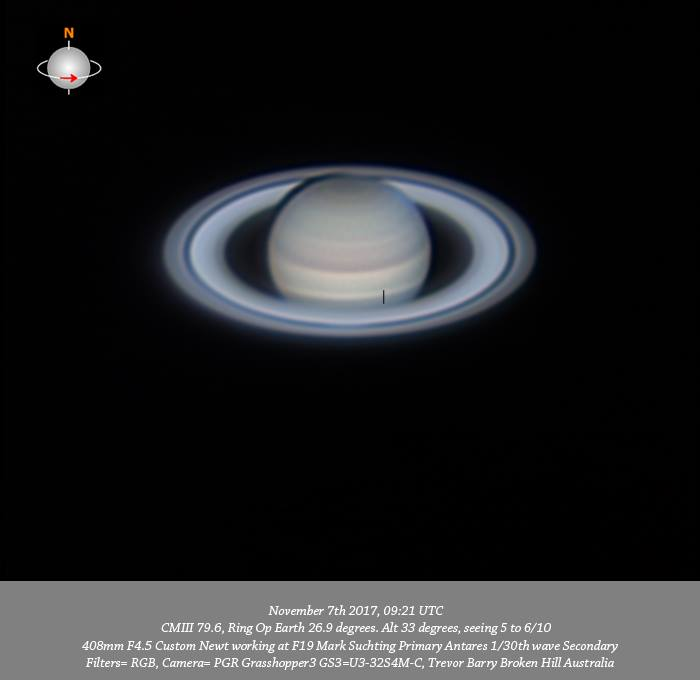 N
November 7th 2017, 09:21 UTC
CMIII 79.6, Ring Op Earth 26.9 degrees. Alt 33 degrees, seeing 5 to 6/10
408mm F4.5 Custom Newt working at F19 Mark Suchting Primary Antares 1/30th wave Secondary
Filters= RGB, Camera= PGR Grasshopper3 GS3=U3-32S4M-C, Trevor Barry Broken Hill Australia